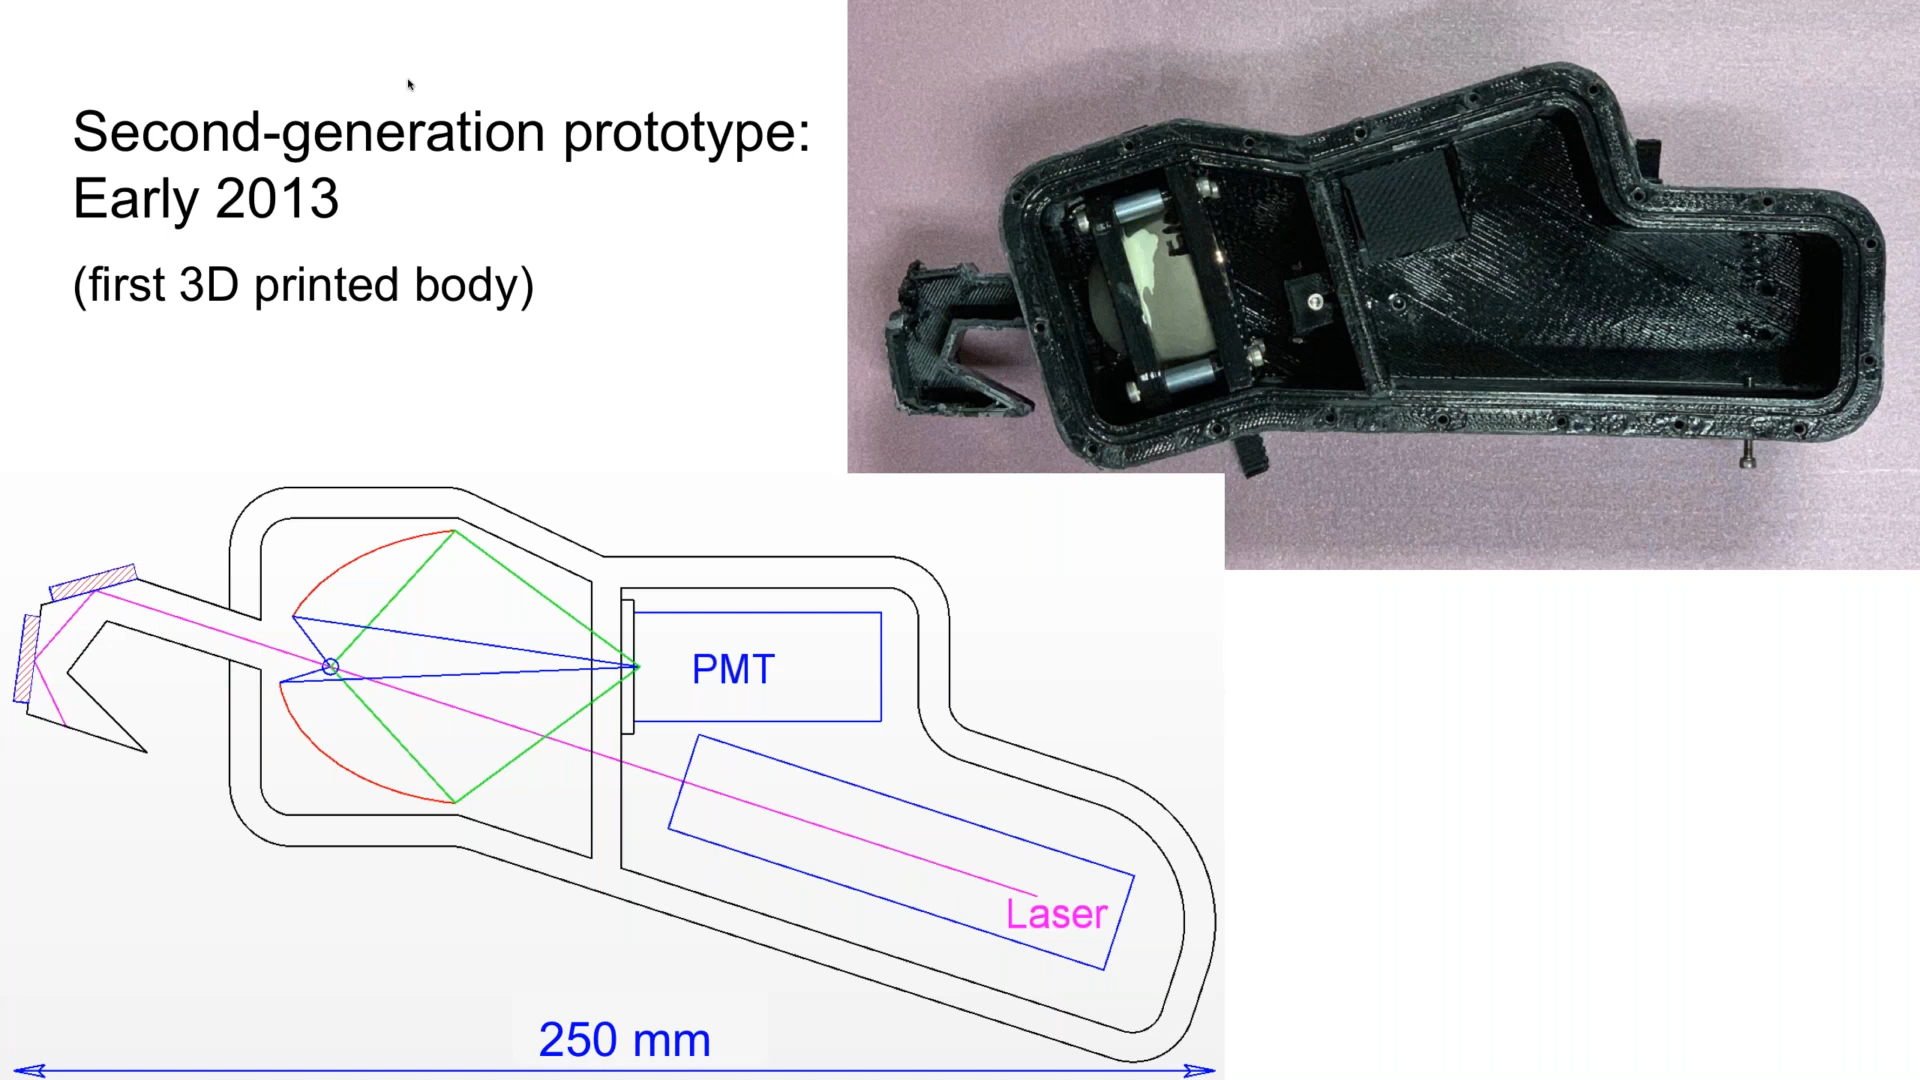 Second-generation prototype:
Early 2013
(first 3D printed body)
PMT
Laser
250 mm